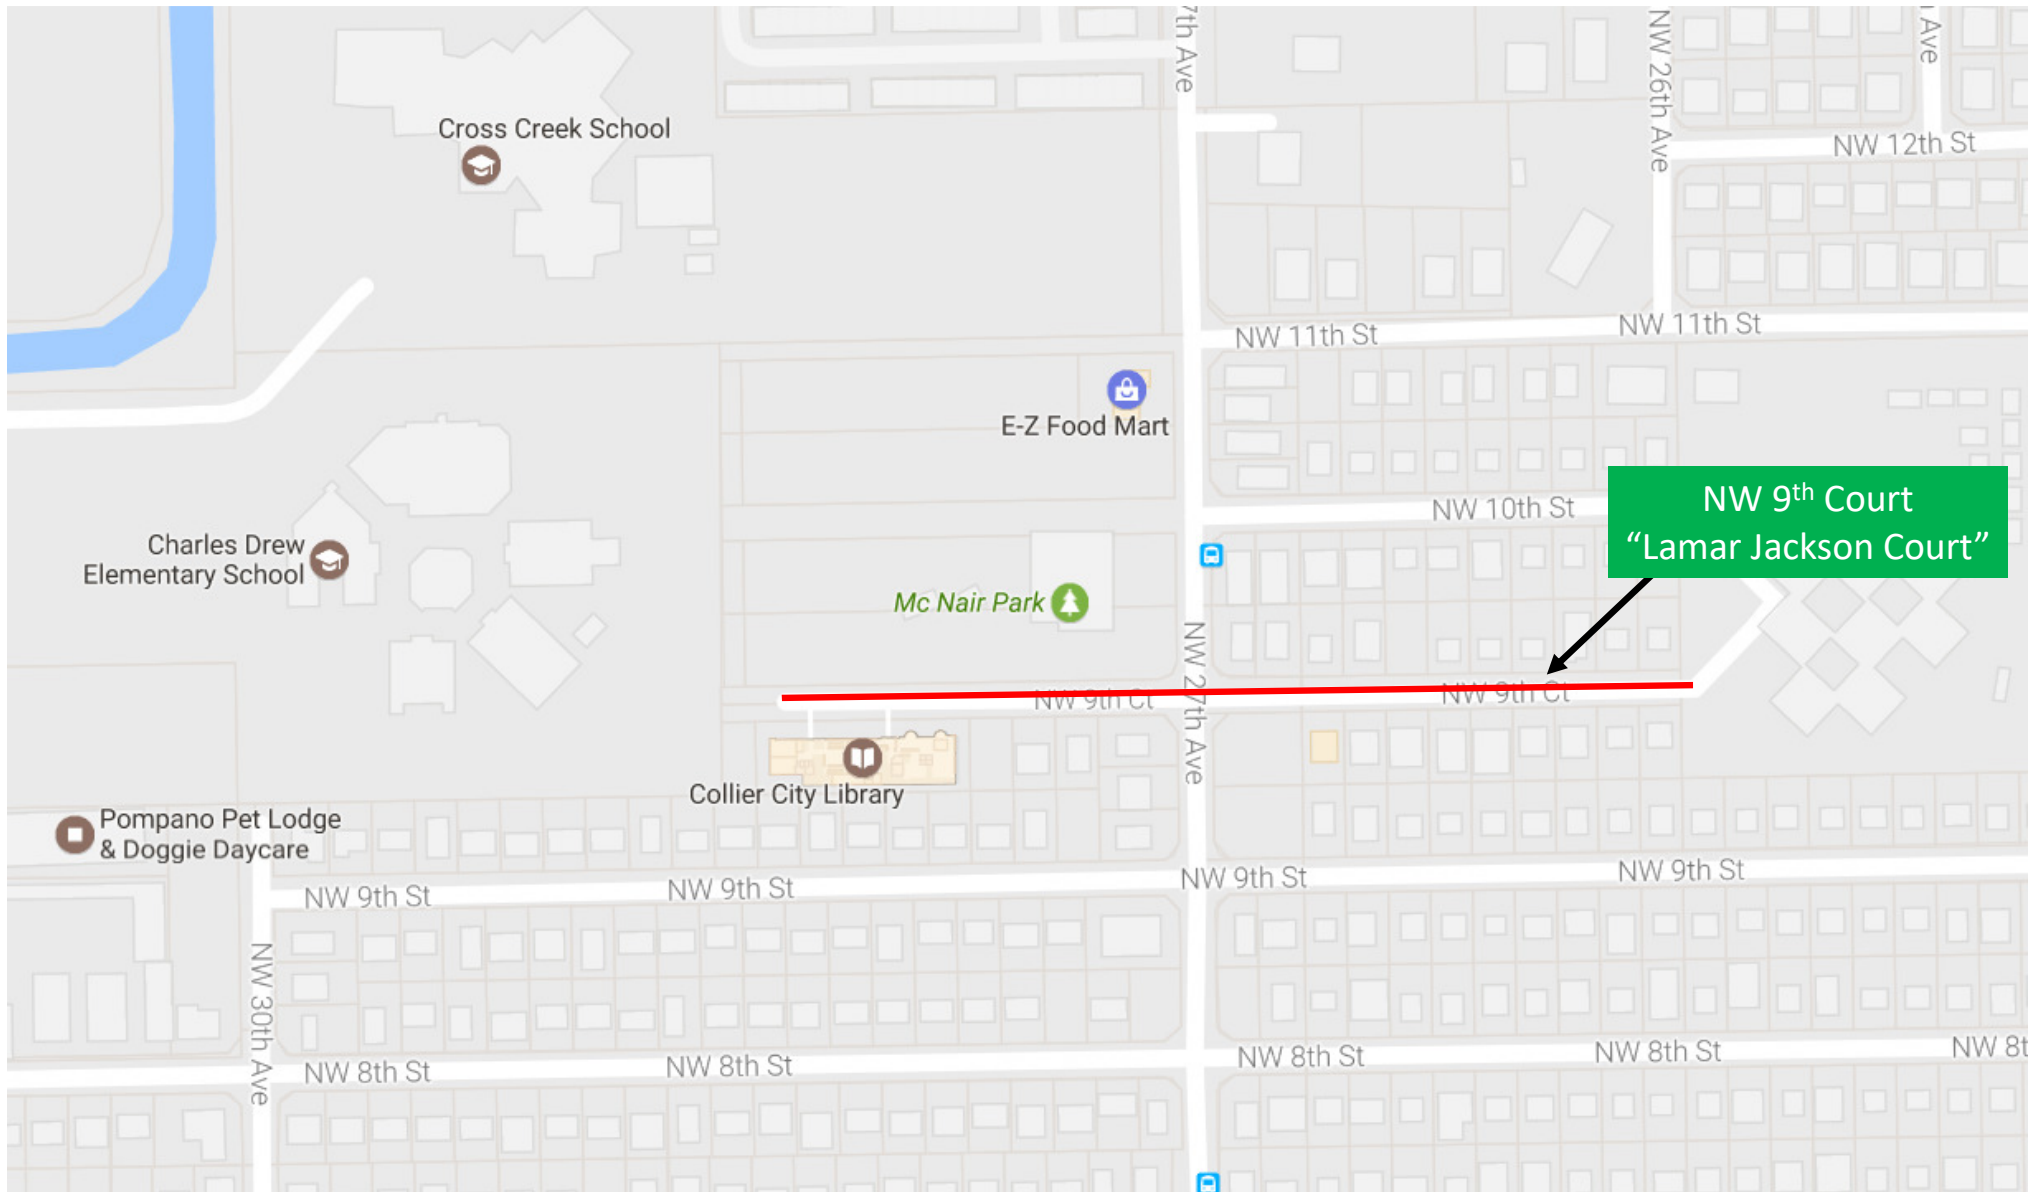 7th Ave
NW 26th Ave
Ave
Cross Creek School
NW 12th St
NW 11th St
NW 11th St
E-Z Food Mart
NW 10th St
NW 9th Court
“Lamar Jackson Court”
Charles Drew
Elementary School
Mc Nair Park
NW 27th Ave
NW 9th Ct
NW 9th Ct
Collier City Library
Pompano Pet Lodge
& Doggie Daycare
NW 9th St
NW 9th St
NW 9th St
NW 9th St
NW 30th Ave
NW 8th St
NW 8th St
NW 8th St
NW 8th St
NW 8t